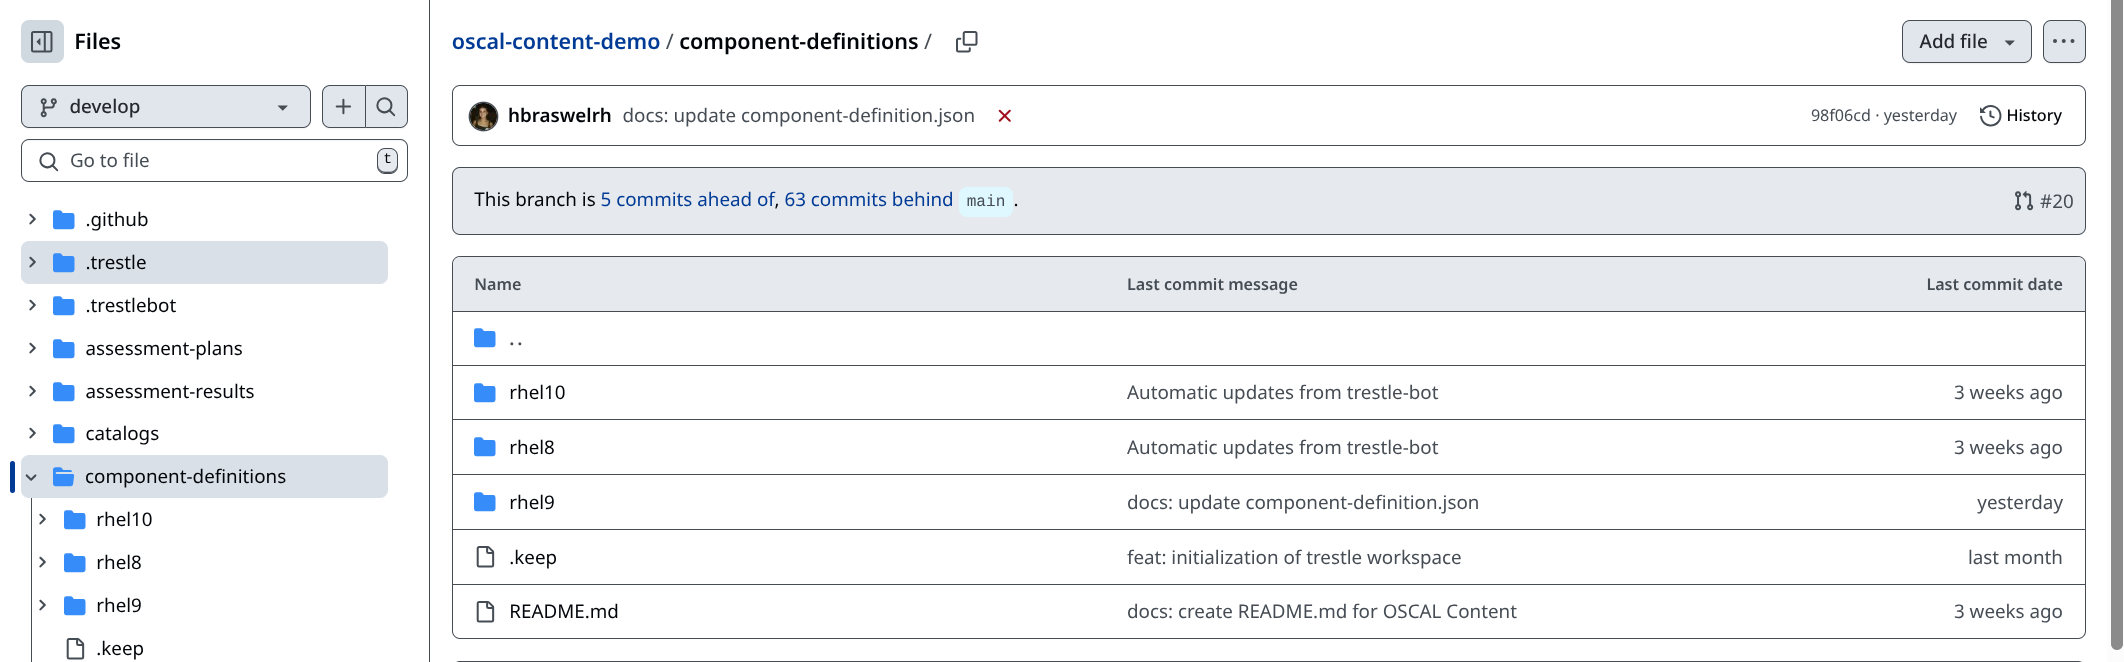 Files
develop
Go to file
t
.github
.trestle
.trestlebot
assessment-plans
assessment-results
catalogs
component-definitions
rhel10
rhel8
rhel9
.keep
oscal-content-demo / component-definitions /
Add file
hbraswelrh docs: update component-definition.json
98f06cd · yesterday
History
This branch is 5 commits ahead of, 63 commits behind main .
#20
Name Last commit message Last commit date
..
rhel10 Automatic updates from trestle-bot 3 weeks ago
rhel8 Automatic updates from trestle-bot 3 weeks ago
rhel9 docs: update component-definition.json yesterday
.keep feat: initialization of trestle workspace last month
README.md docs: create README.md for OSCAL Content 3 weeks ago